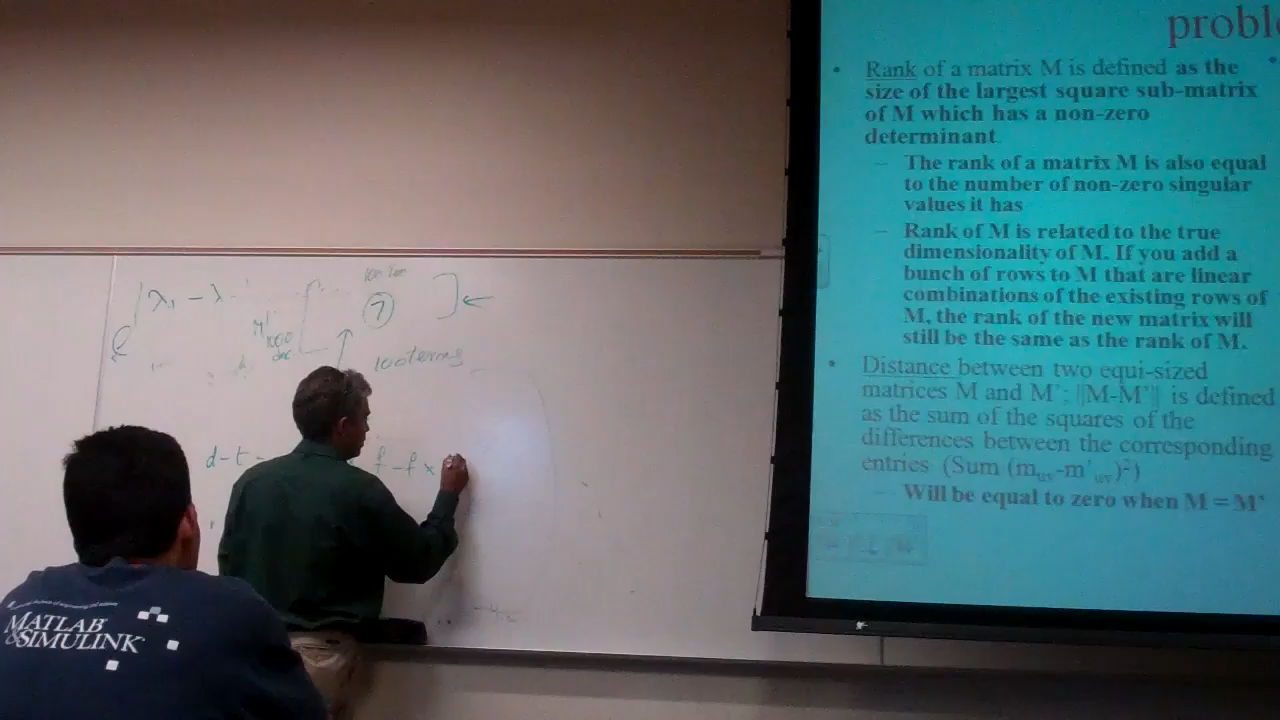 proble
• Rank of a matrix M is defined as the
size of the largest square sub-matrix
of M which has a non-zero
determinant
– The rank of a matrix M is also equal
to the number of non-zero singular
values it has
– Rank of M is related to the true
dimensionality of M. If you add a
bunch of rows to M that are linear
combinations of the existing rows of
M, the rank of the new matrix will
still be the same as the rank of M.
• Distance between two equi-sized
matrices M and M'; ||M-M'|| is defined
as the sum of the squares of the
differences between the corresponding
entries (Sum (muv-m'uv)²)
– Will be equal to zero when M = M'
λ₁ – λ
7
1000
100 terms
d-t-
f-f x
MATLAB
&SIMULINK